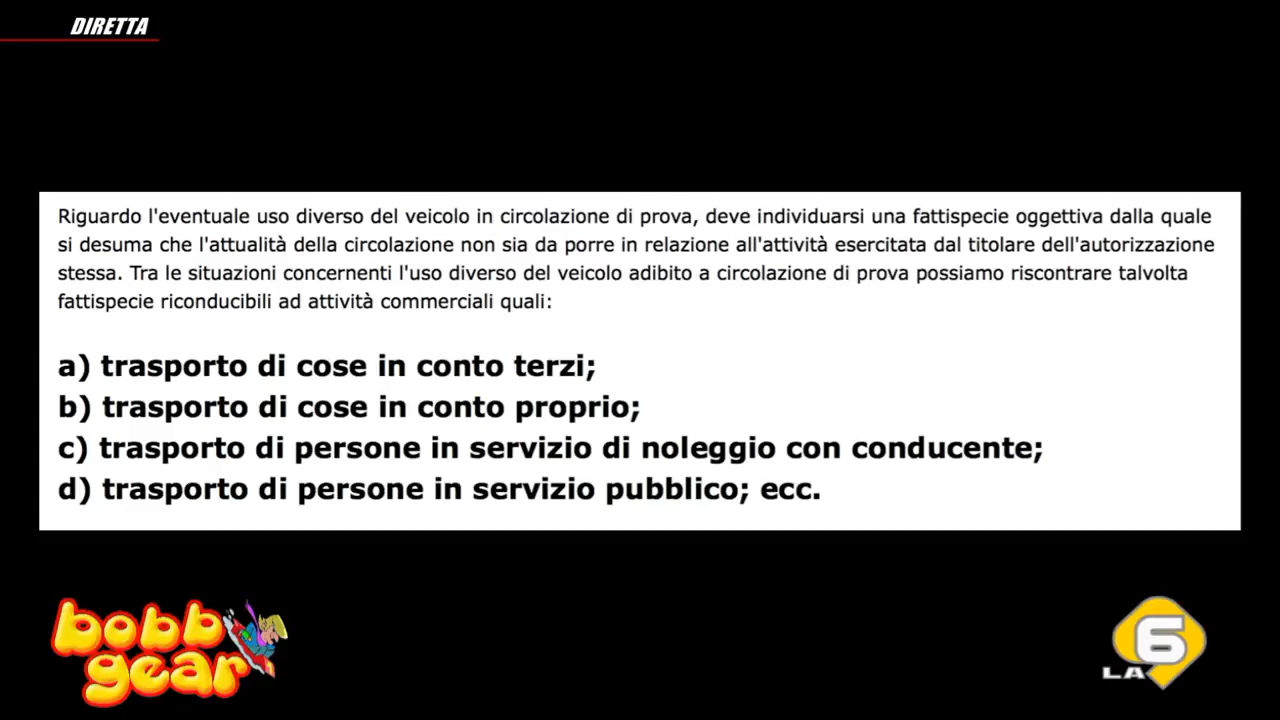 DIRETTA
Riguardo l'eventuale uso diverso del veicolo in circolazione di prova, deve individuarsi una fattispecie oggettiva dalla quale
si desuma che l'attualità della circolazione non sia da porre in relazione all'attività esercitata dal titolare dell'autorizzazione
stessa. Tra le situazioni concernenti l'uso diverso del veicolo adibito a circolazione di prova possiamo riscontrare talvolta
fattispecie riconducibili ad attività commerciali quali:
a) trasporto di cose in conto terzi;
b) trasporto di cose in conto proprio;
c) trasporto di persone in servizio di noleggio con conducente;
d) trasporto di persone in servizio pubblico; ecc.
bobb
gear
LA 6